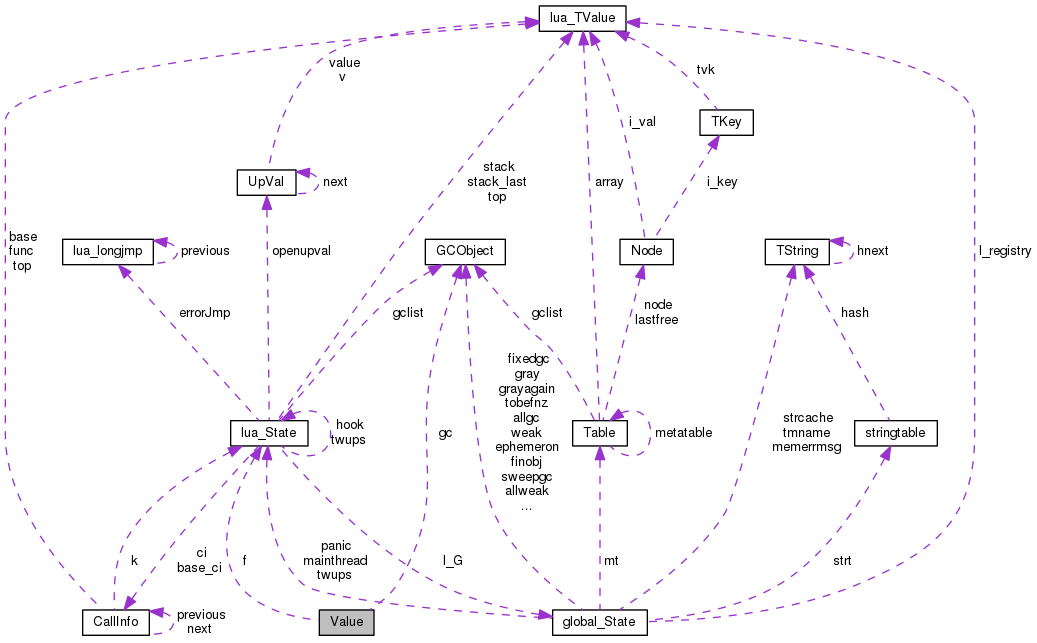 lua_TValue
value
v
tvk
TKey
i_val
stack
stack_last
top
UpVal
next
array
i_key
base
func
top
lua_longjmp
previous
openupval
GCObject
Node
TString
hnext
l_registry
errorJmp
gclist
gclist
node
lastfree
hash
fixedgc
gray
grayagain
tobefnz
allgc
weak
ephemeron
finobj
sweepgc
allweak
...
lua_State
hook
twups
gc
Table
metatable
strcache
tmname
memerrmsg
stringtable
k
ci
base_ci
f
panic
mainthread
twups
l_G
mt
strt
CallInfo
previous
next
Value
global_State